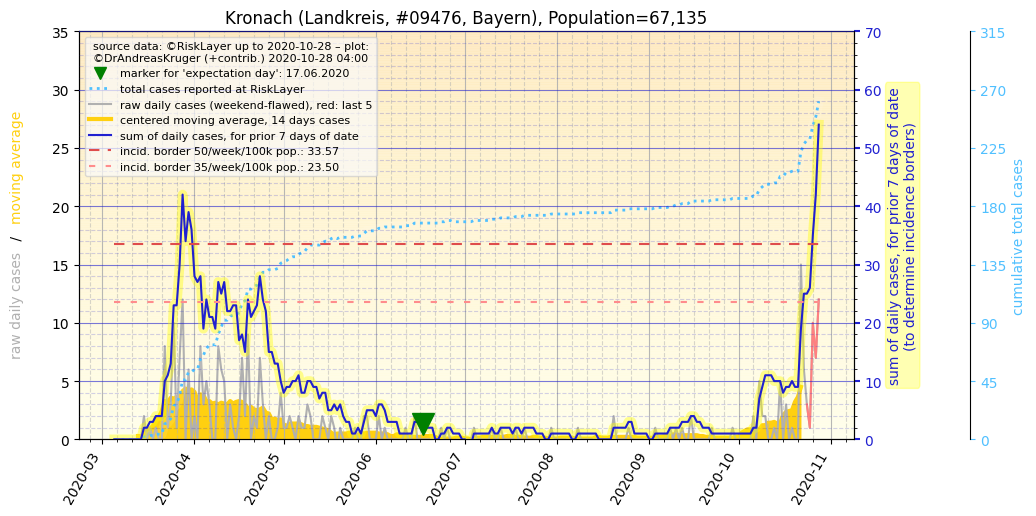 Kronach (Landkreis, #09476, Bayern), Population=67,135
source data: ©RiskLayer up to 2020-10-28 – plot:
©DrAndreasKruger (+contrib.) 2020-10-28 04:00
marker for 'expectation day': 17.06.2020
total cases reported at RiskLayer
raw daily cases (weekend-flawed), red: last 5
centered moving average, 14 days cases
sum of daily cases, for prior 7 days of date
incid. border 50/week/100k pop.: 33.57
incid. border 35/week/100k pop.: 23.50
raw daily cases / moving average
35
30
25
20
15
10
5
0
70
60
50
40
30
20
10
0
sum of daily cases, for prior 7 days of date
(to determine incidence borders)
315
270
225
180
135
90
45
0
cumulative total cases
2020-03
2020-04
2020-05
2020-06
2020-07
2020-08
2020-09
2020-10
2020-11